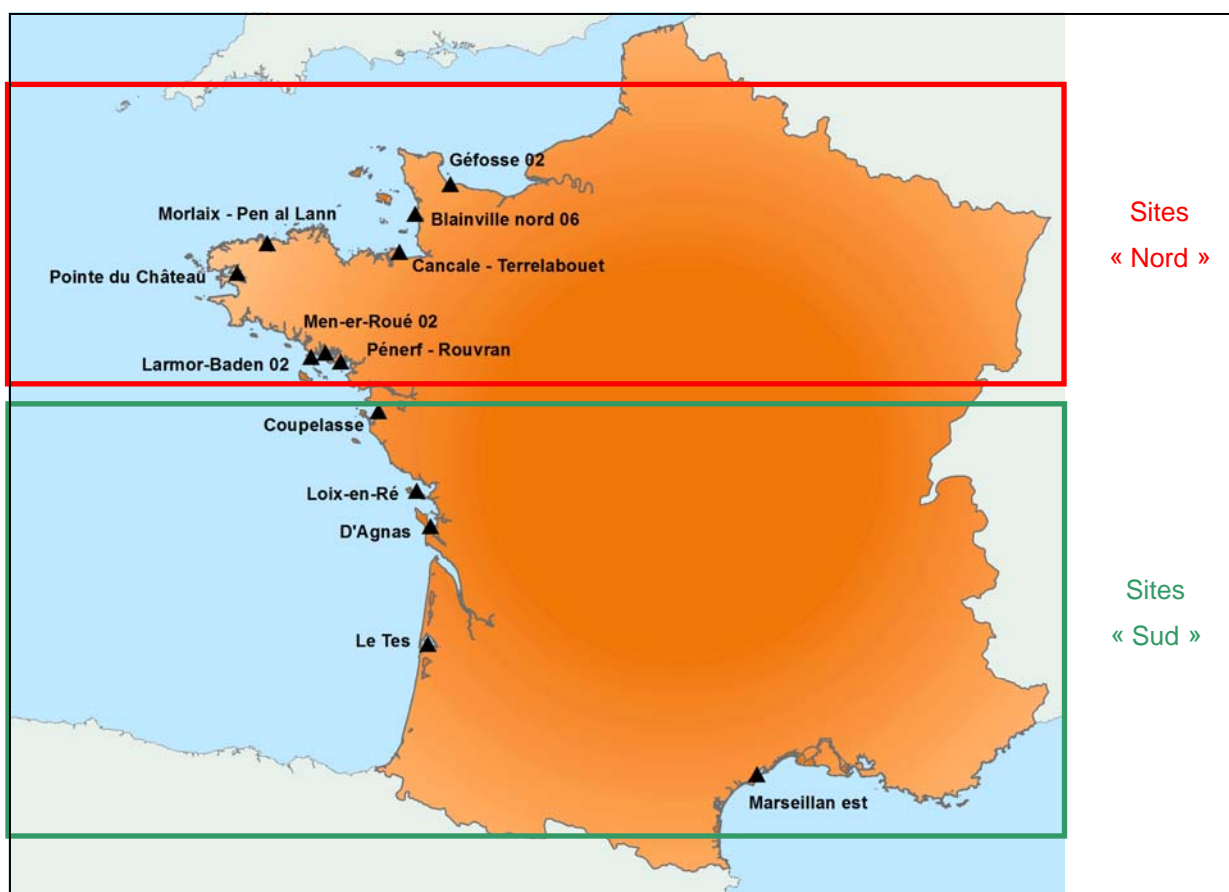 Géfosse 02
Morlaix - Pen al Lann
Blainville nord 06
Cancale - Terrelabouet
Pointe du Château
Men-er-Roué 02
Pénerf - Rouvran
Larmor-Baden 02
Coupelasse
Loix-en-Ré
D'Agnas
Le Tes
Marseillan est
Sites
« Nord »
Sites
« Sud »